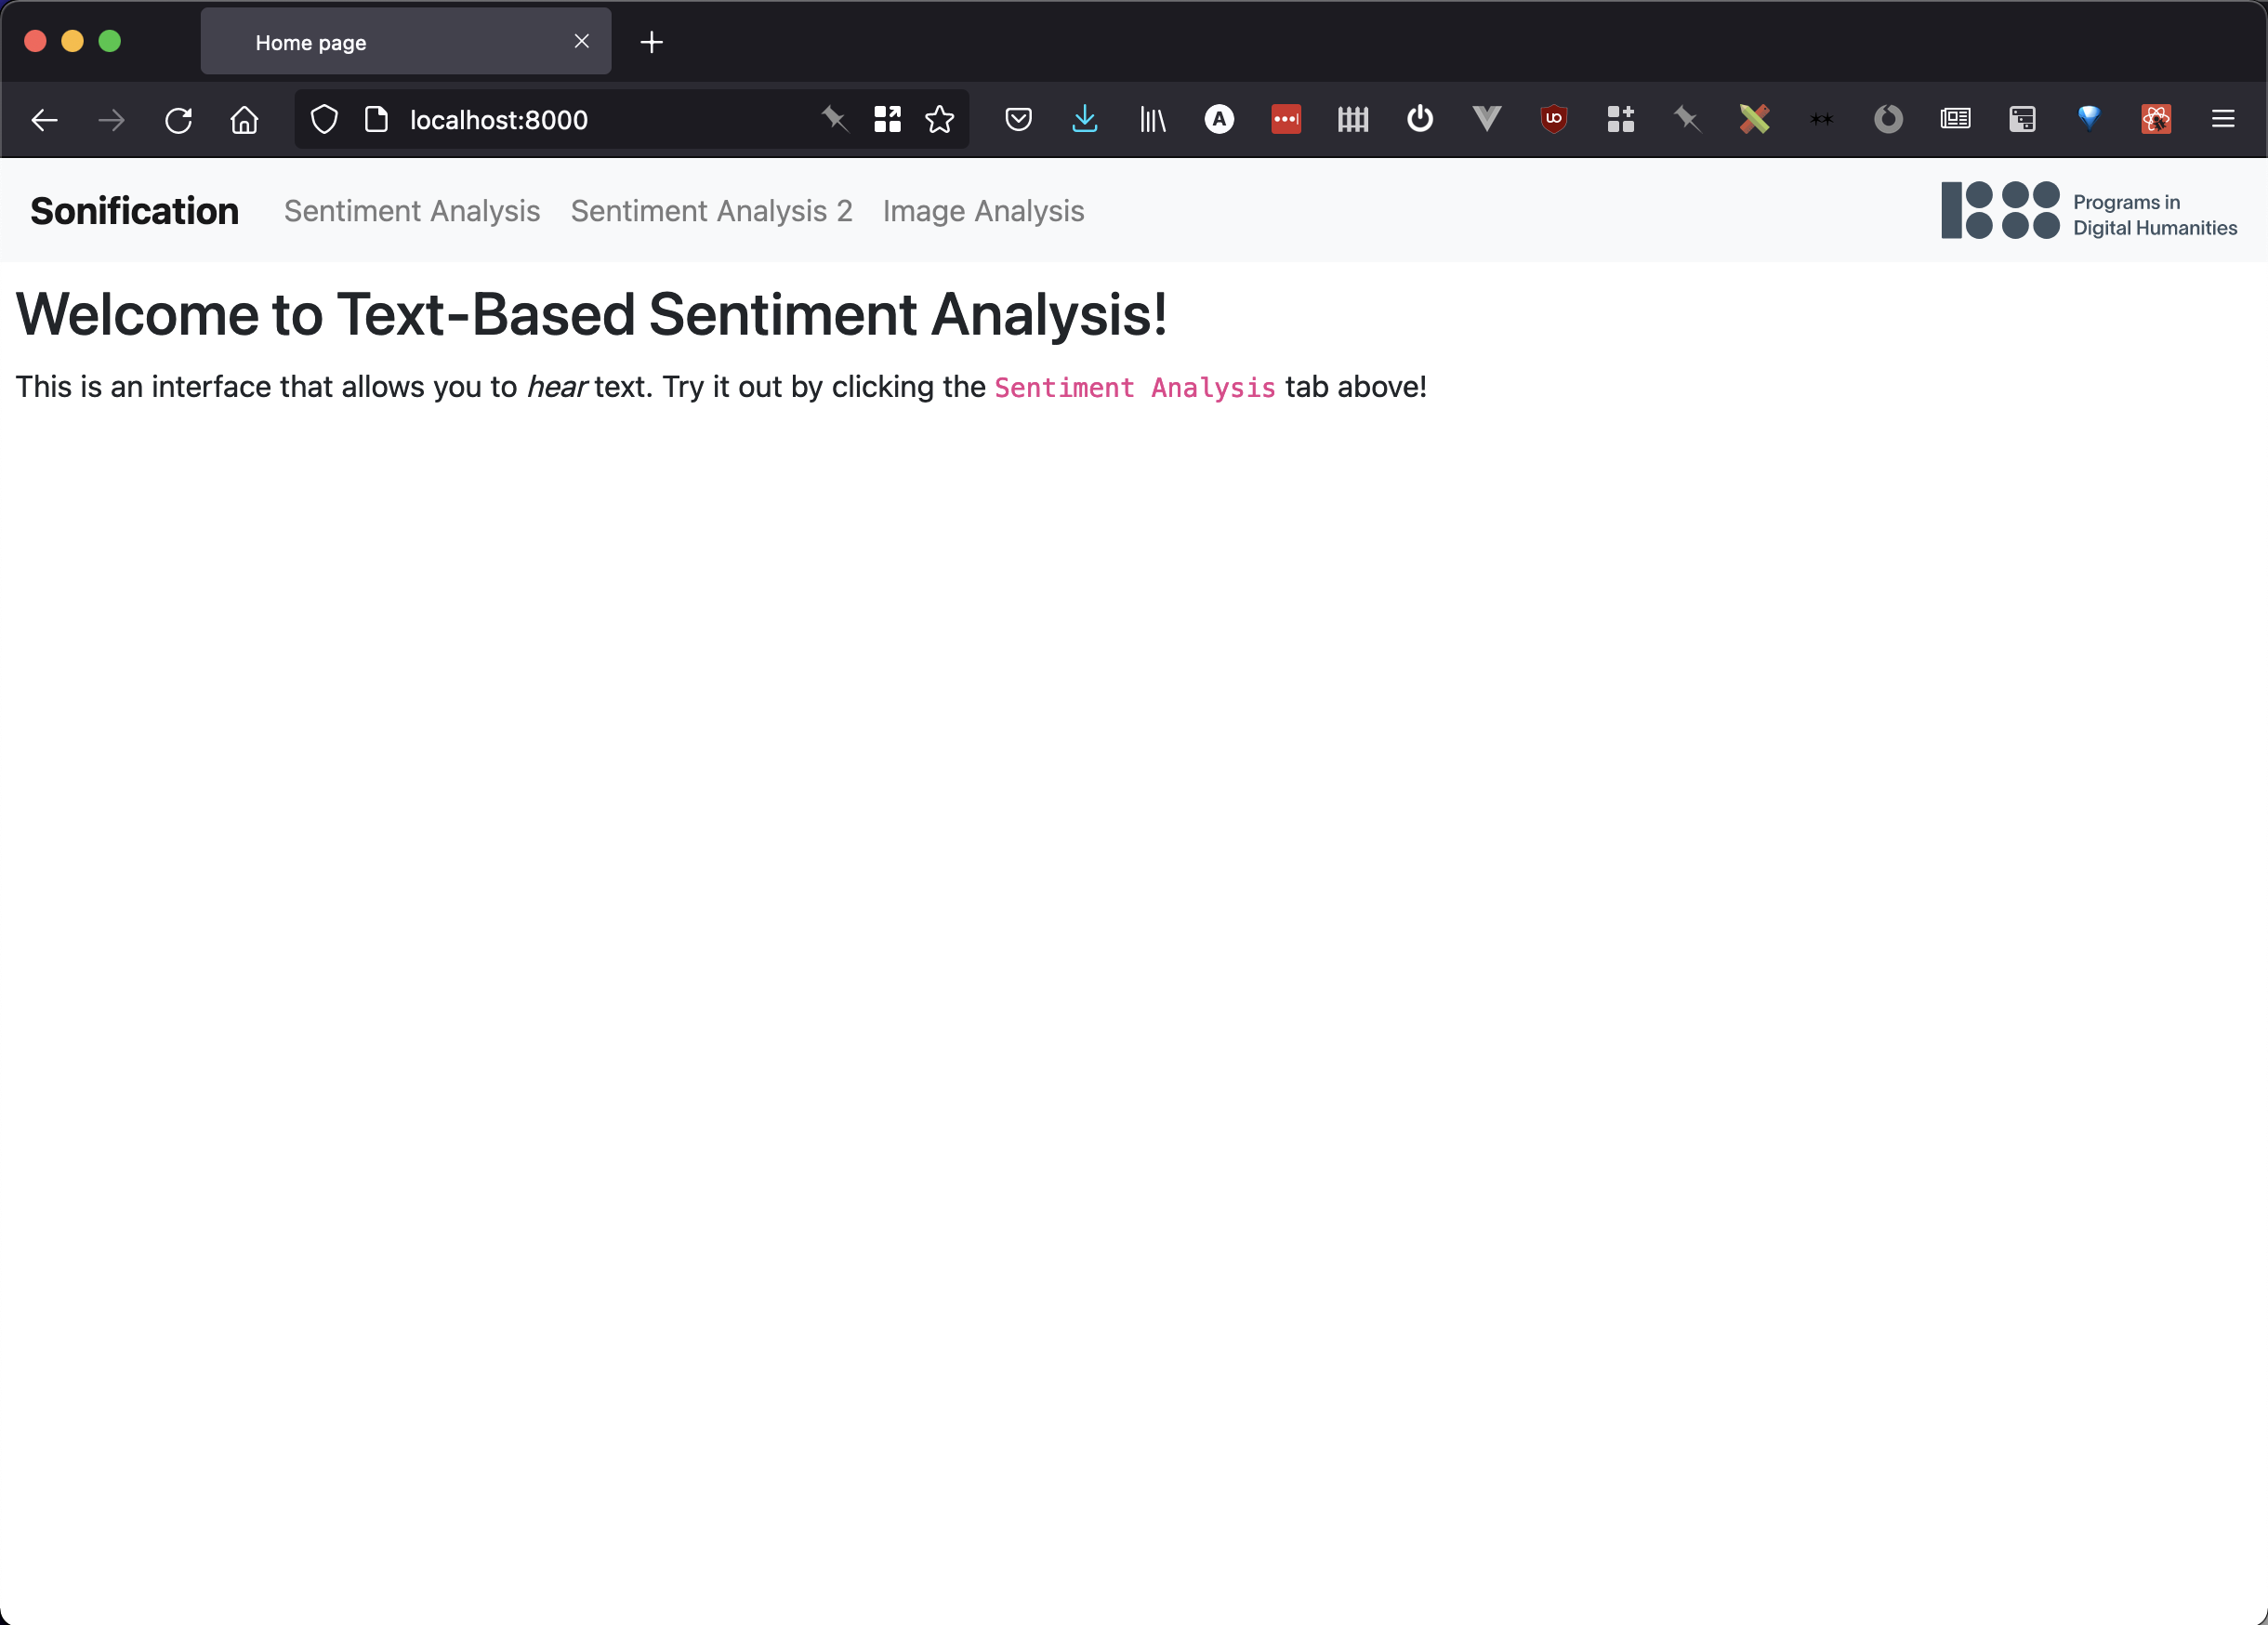 Home page
localhost:8000
A
Sonification Sentiment Analysis Sentiment Analysis 2 Image Analysis
Programs in
Digital Humanities
Welcome to Text-Based Sentiment Analysis!
This is an interface that allows you to hear text. Try it out by clicking the Sentiment Analysis tab above!